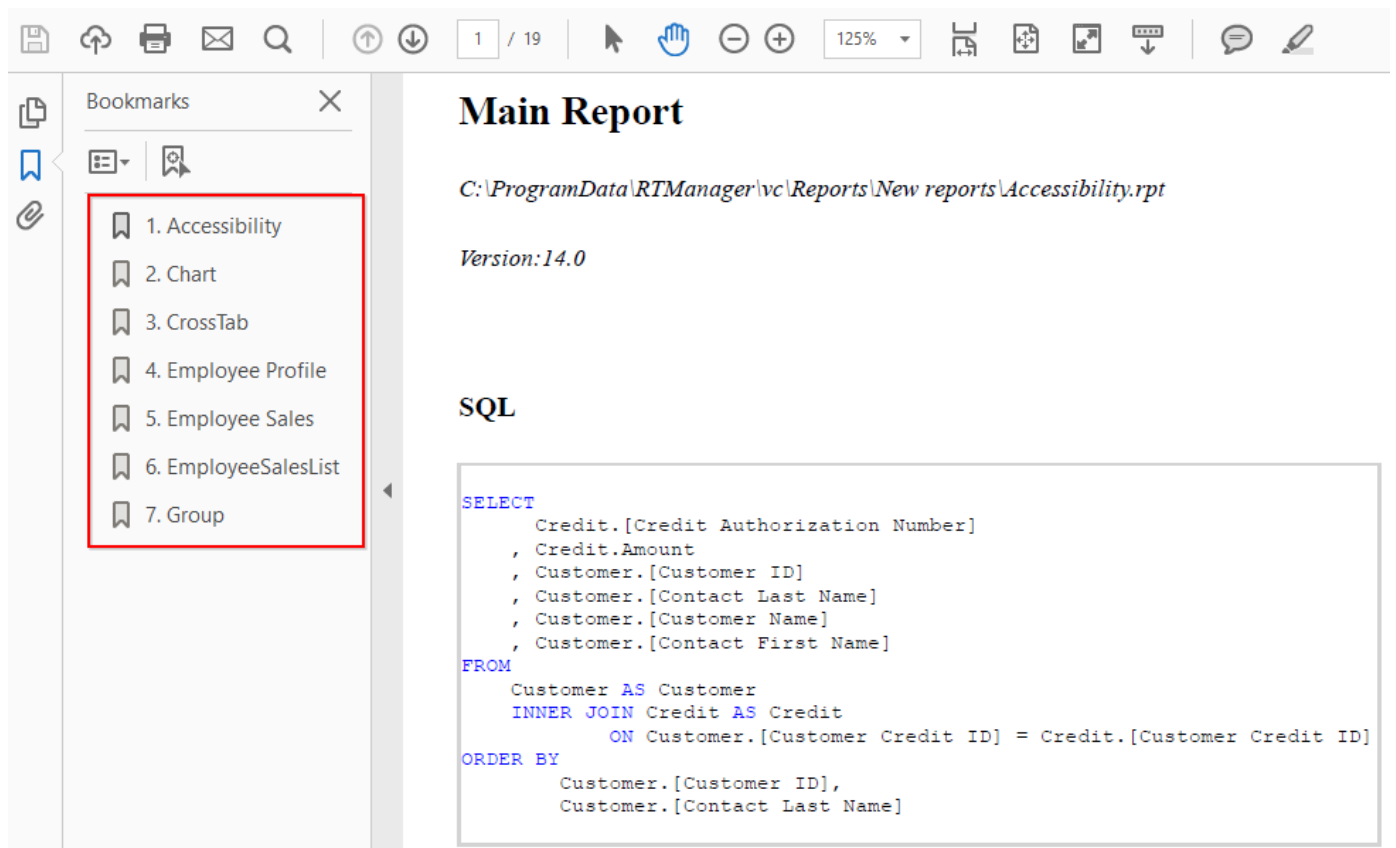 1 / 19
125%
Bookmarks
1. Accessibility
2. Chart
3. CrossTab
4. Employee Profile
5. Employee Sales
6. EmployeeSalesList
7. Group
Main Report
C:\ProgramData\RTManager\vc\Reports\New reports\Accessibility.rpt
Version:14.0
SQL
SELECT
Credit.[Credit Authorization Number]
, Credit.Amount
, Customer.[Customer ID]
, Customer.[Contact Last Name]
, Customer.[Customer Name]
, Customer.[Contact First Name]
FROM
Customer AS Customer
INNER JOIN Credit AS Credit
ON Customer.[Customer Credit ID] = Credit.[Customer Credit ID]
ORDER BY
Customer.[Customer ID],
Customer.[Contact Last Name]